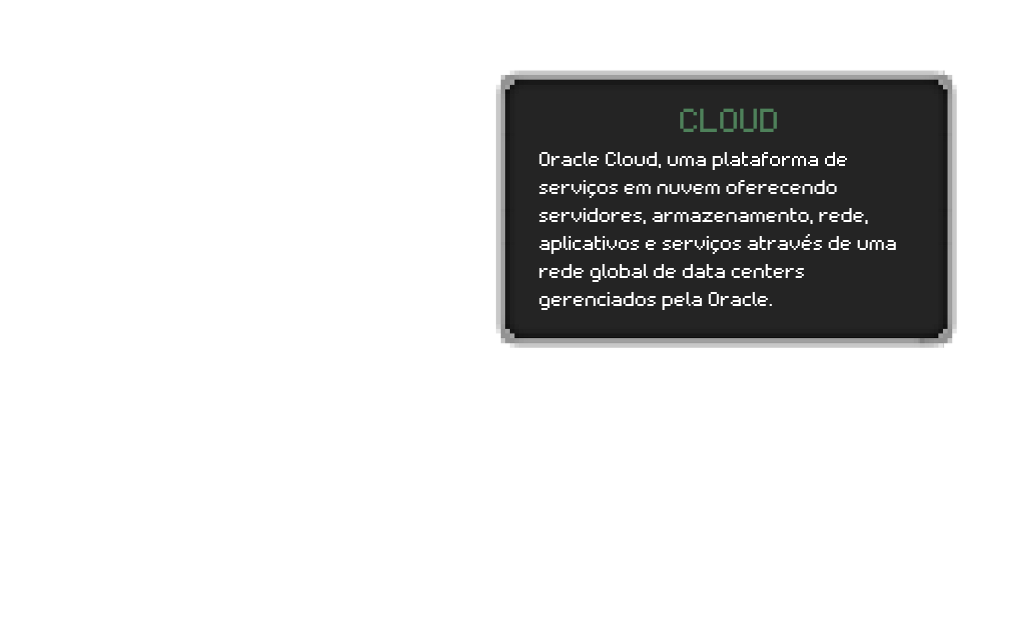 CLOUD
Oracle Cloud, uma plataforma de
serviços em nuvem oferecendo
servidores, armazenamento, rede,
aplicativos e serviços através de uma
rede global de data centers
gerenciados pela Oracle.